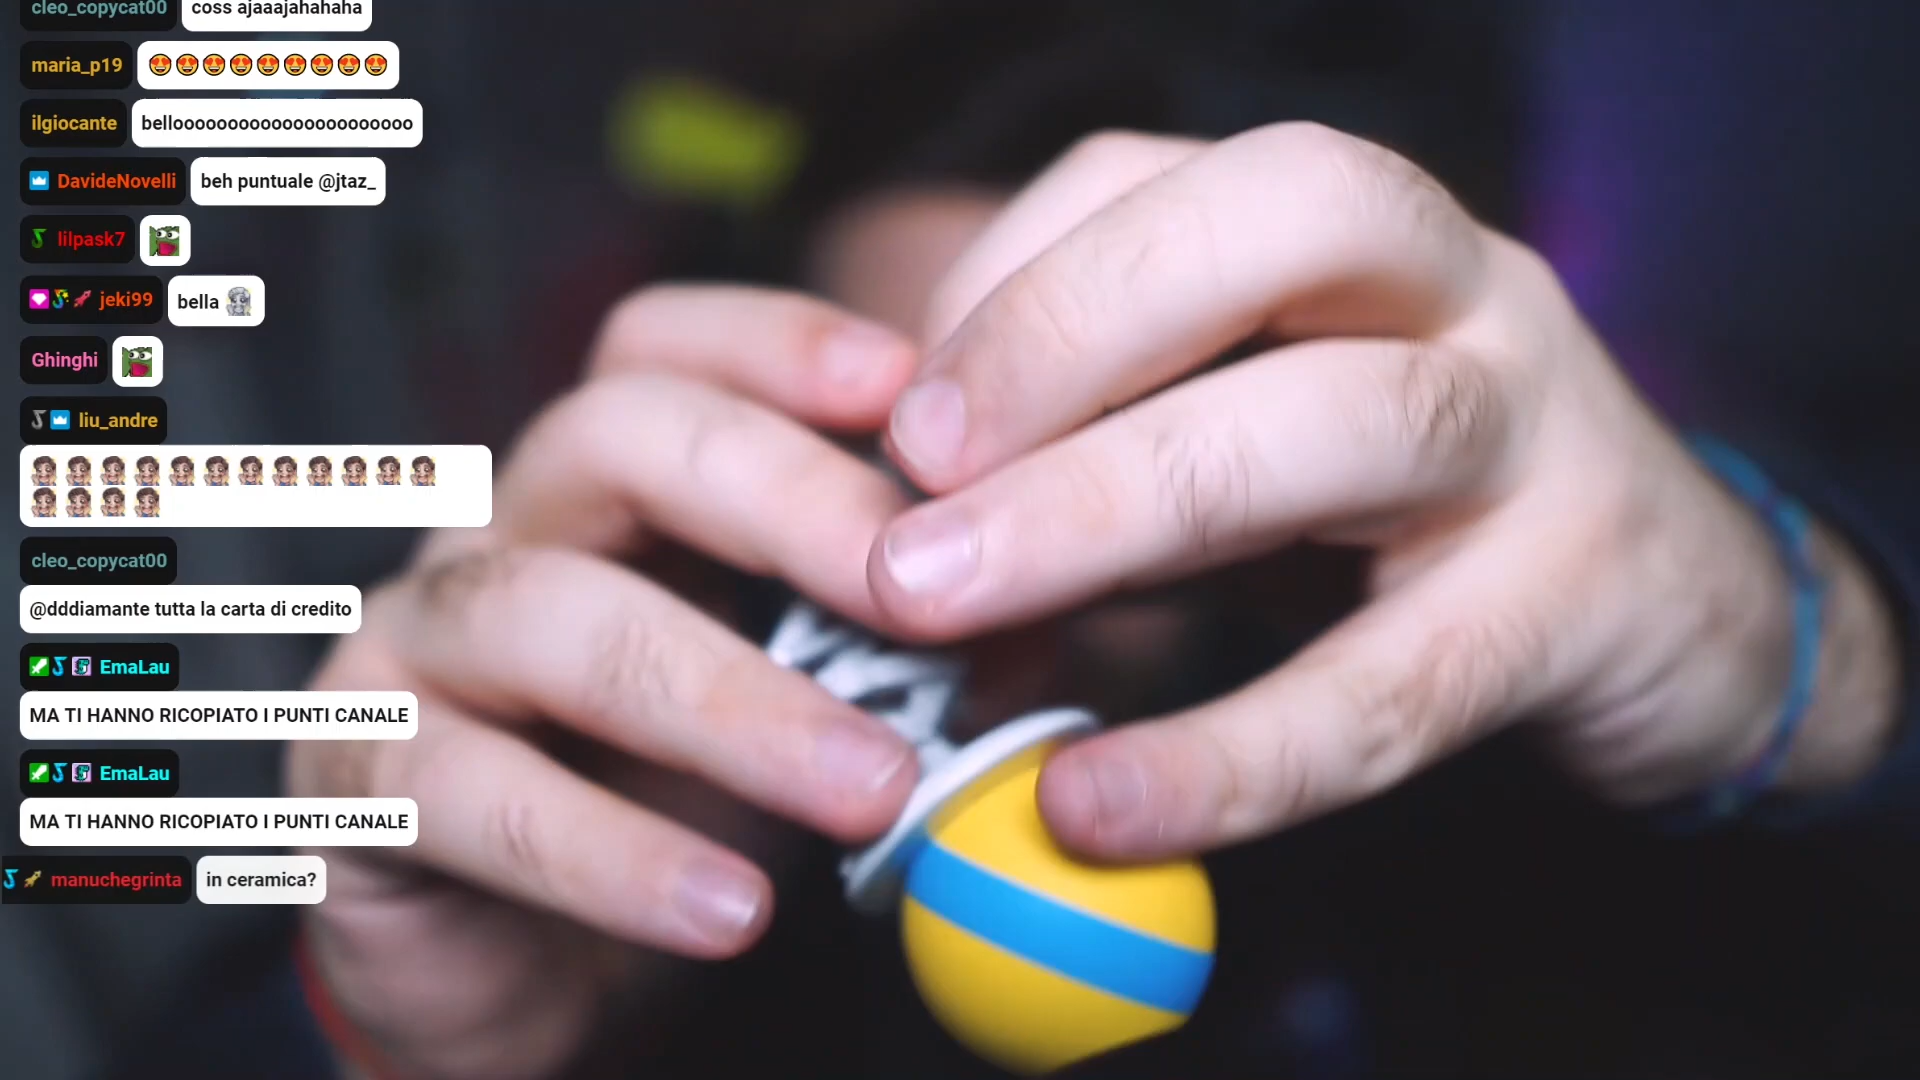 cleo_copycat00 coss ajaaajahahaha
maria_p19
ilgiocante bellooooooooooooooooooooooo
DavideNovelli beh puntuale @jtaz_
lilpask7
jeki99 bella
Ghinghi
liu_andre
cleo_copycat00
@dddiamante tutta la carta di credito
EmaLau
MA TI HANNO RICOPIATO I PUNTI CANALE
EmaLau
MA TI HANNO RICOPIATO I PUNTI CANALE
manuchegrinta in ceramica?